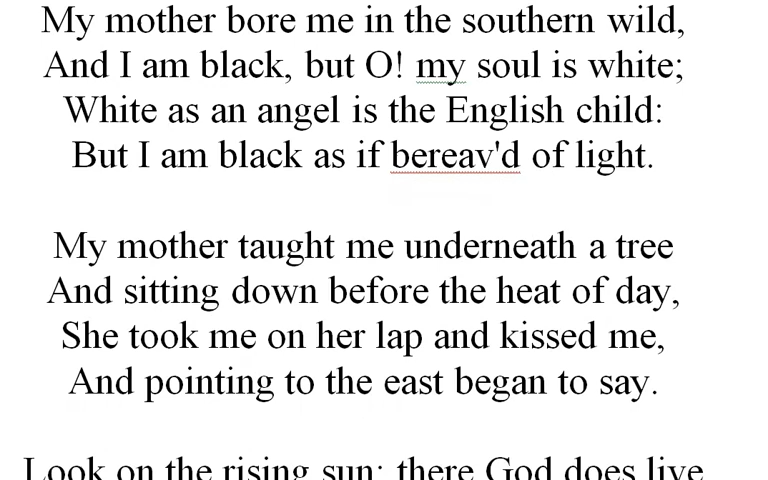 My mother bore me in the southern wild,
And I am black, but O! my soul is white;
White as an angel is the English child:
But I am black as if bereav'd of light.
My mother taught me underneath a tree
And sitting down before the heat of day,
She took me on her lap and kissed me,
And pointing to the east began to say.
Look on the rising sun: there God does live